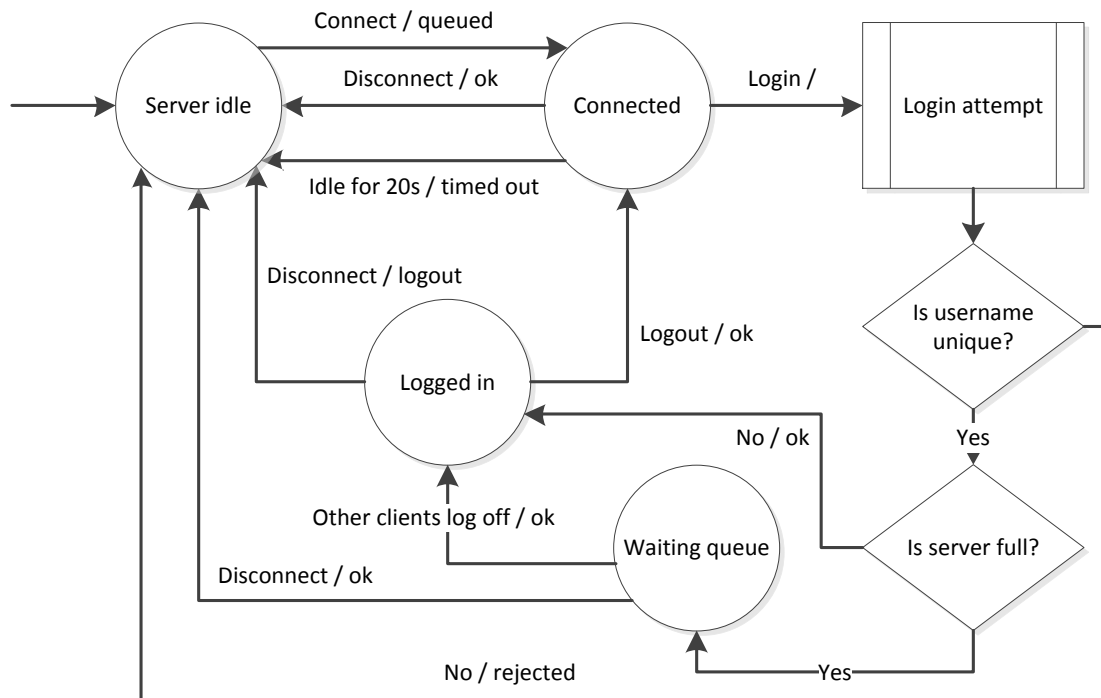 Connect / queued
Disconnect / ok
Login /
Server idle
Connected
Login attempt
Idle for 20s / timed out
Disconnect / logout
Is username
unique?
Logout / ok
Logged in
No / ok
Yes
Other clients log off / ok
Waiting queue
Is server full?
Disconnect / ok
No / rejected
Yes